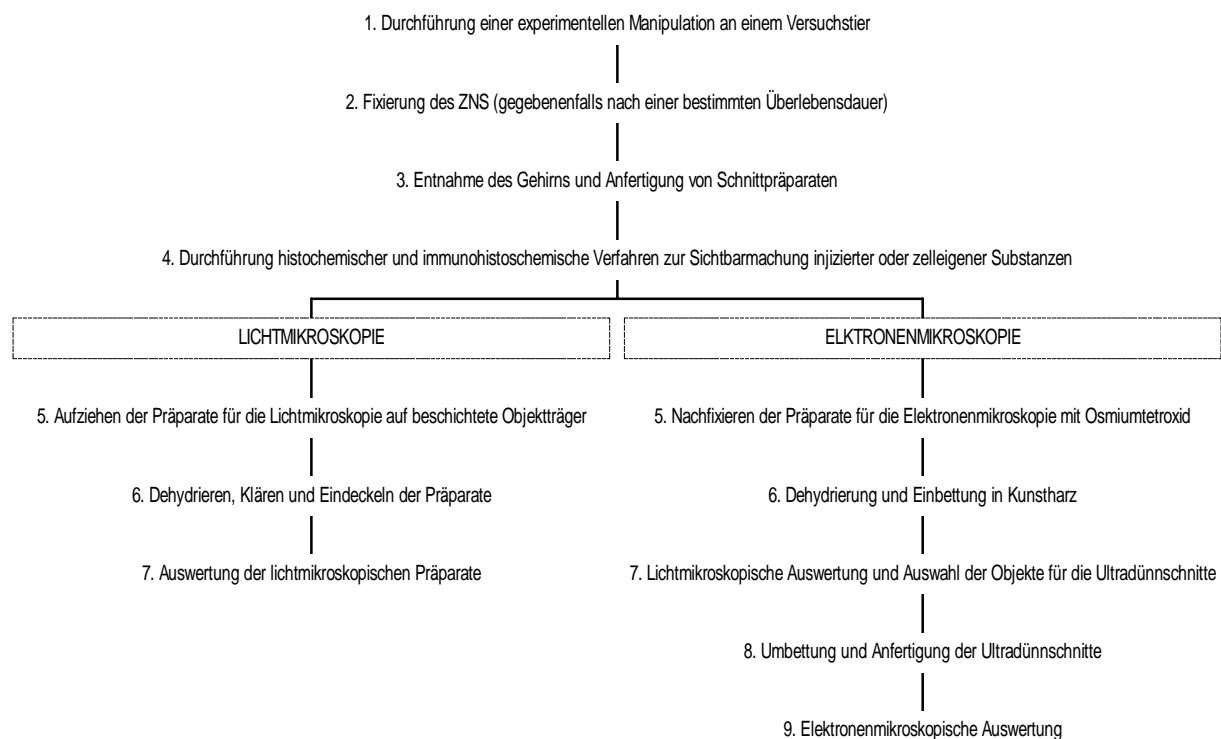 1. Durchführung einer experimentellen Manipulation an einem Versuchstier
2. Fixierung des ZNS (gegebenenfalls nach einer bestimmten Überlebensdauer)
3. Entnahme des Gehirns und Anfertigung von Schnittpräparaten
4. Durchführung histochemischer und immunohistoschemische Verfahren zur Sichtbarmachung injizierter oder zelleigener Substanzen
LICHTMIKROSKOPIE
5. Aufziehen der Präparate für die Lichtmikroskopie auf beschichtete Objektträger
6. Dehydrieren, Klären und Eindeckeln der Präparate
7. Auswertung der lichtmikroskopischen Präparate
ELKTRONENMIKROSKOPIE
5. Nachfixieren der Präparate für die Elektronenmikroskopie mit Osmiumtetroxid
6. Dehydrierung und Einbettung in Kunstharz
7. Lichtmikroskopische Auswertung und Auswahl der Objekte für die Ultradünnschnitte
8. Umbettung und Anfertigung der Ultradünnschnitte
9. Elektronenmikroskopische Auswertung